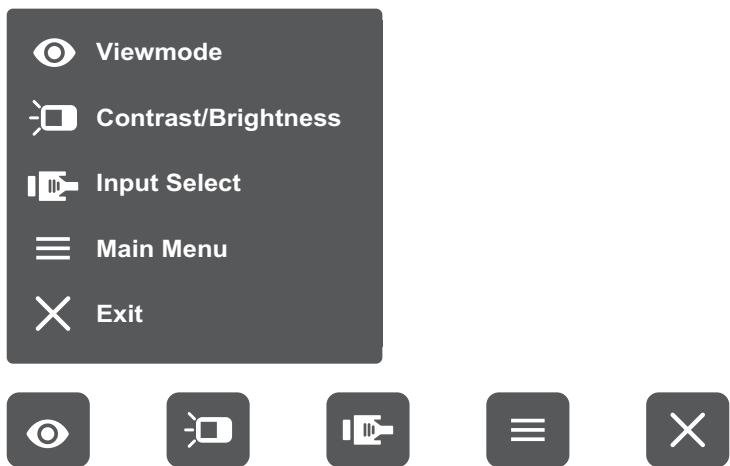 Viewmode
Contrast/Brightness
Input Select
Main Menu
Exit